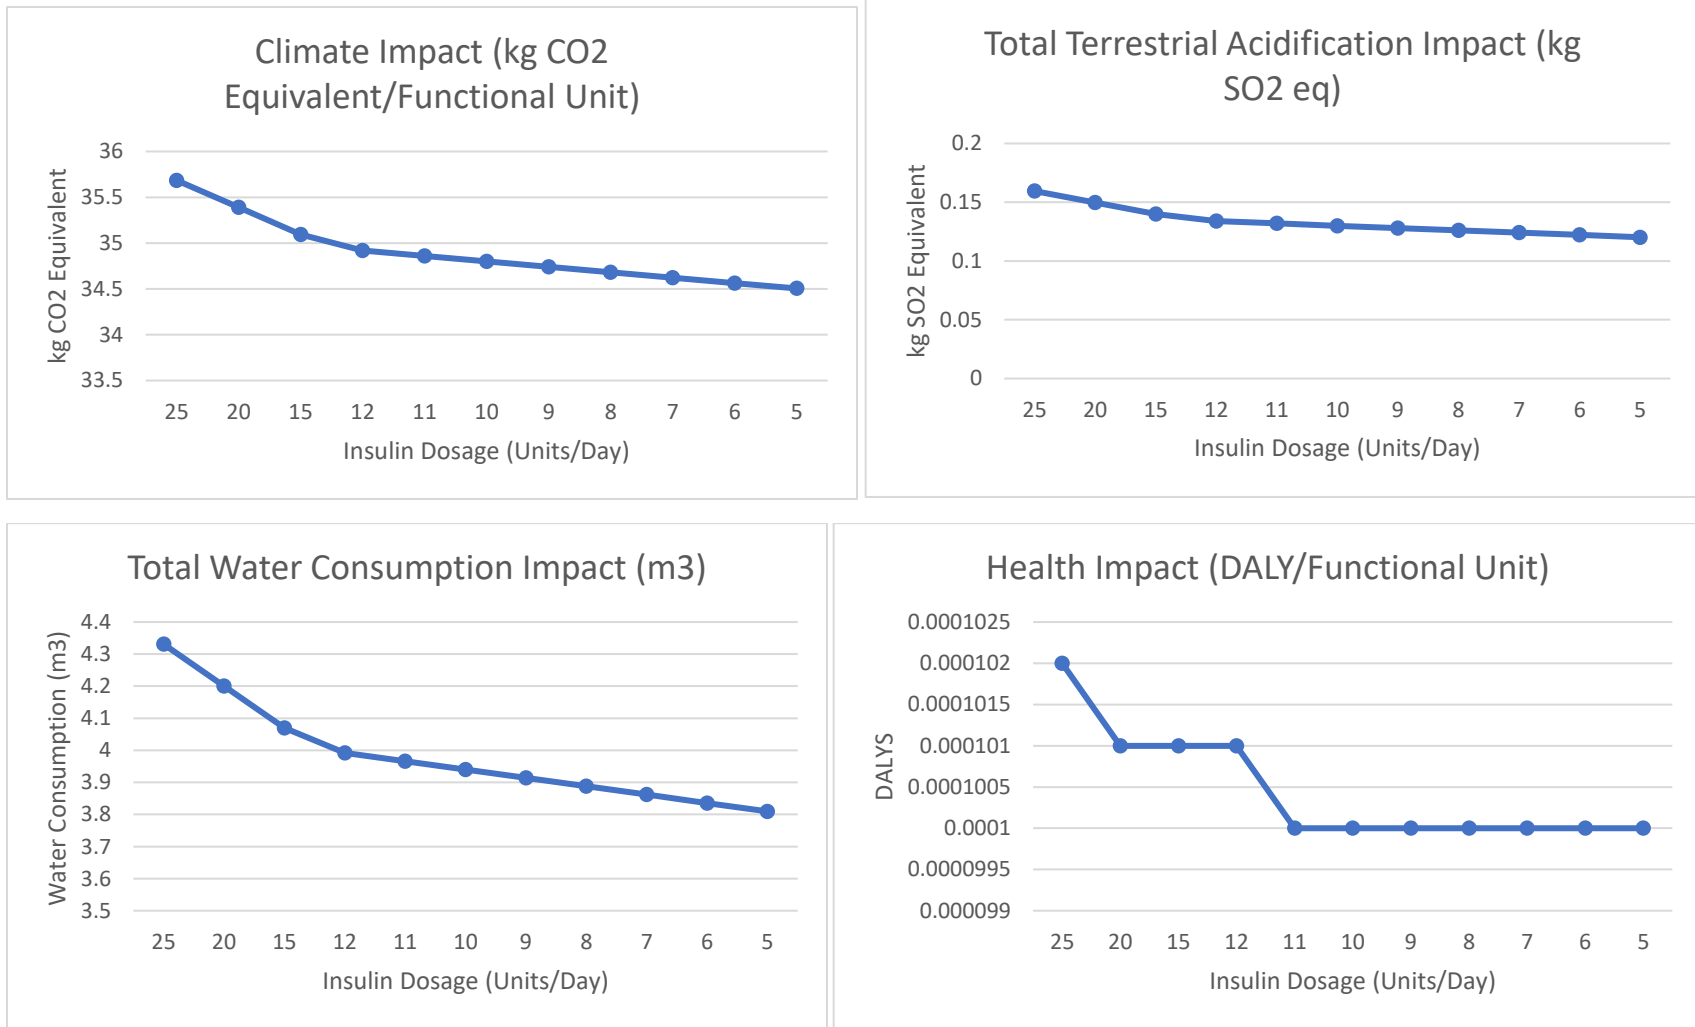 Climate Impact (kg CO2
Equivalent/Functional Unit)
kg CO2 Equivalent
36
35.5
35
34.5
34
33.5
25 20 15 12 11 10 9 8 7 6 5
Insulin Dosage (Units/Day)
Total Terrestrial Acidification Impact (kg
SO2 eq)
kg SO2 Equivalent
0.2
0.15
0.1
0.05
0
25 20 15 12 11 10 9 8 7 6 5
Insulin Dosage (Units/Day)
Total Water Consumption Impact (m3)
Water Consumption (m3)
4.4
4.3
4.2
4.1
4
3.9
3.8
3.7
3.6
3.5
25 20 15 12 11 10 9 8 7 6 5
Insulin Dosage (Units/Day)
Health Impact (DALY/Functional Unit)
DALYS
0.0001025
0.000102
0.0001015
0.000101
0.0001005
0.0001
0.0000995
0.000099
25 20 15 12 11 10 9 8 7 6 5
Insulin Dosage (Units/Day)